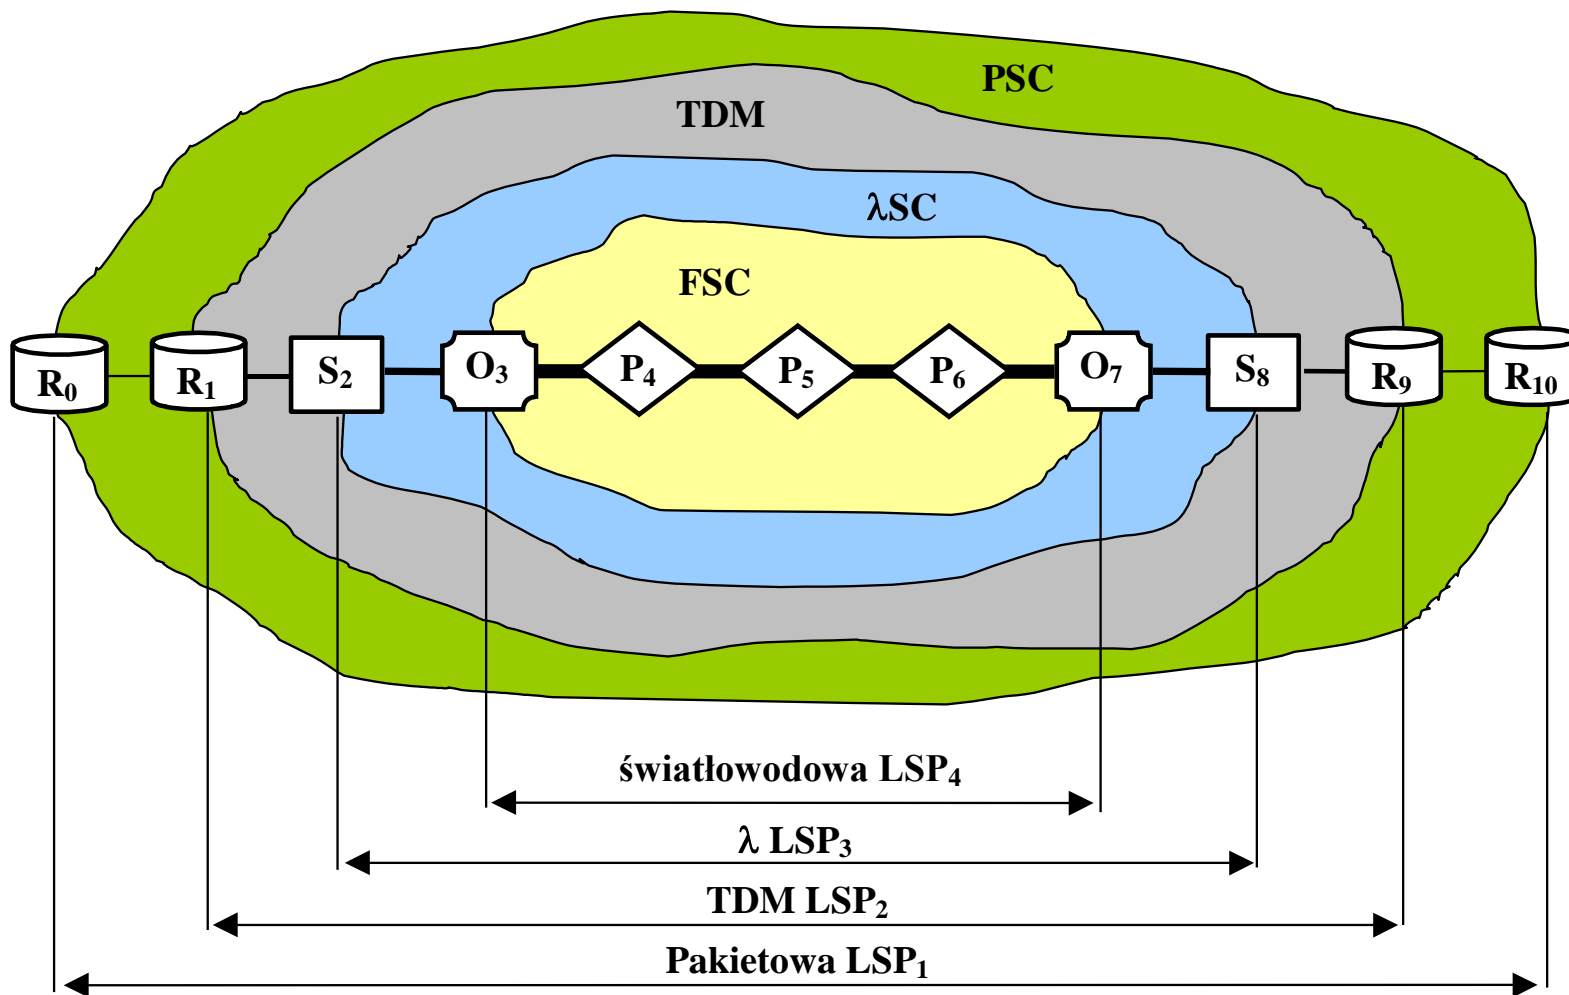 PSC
TDM
λSC
FSC
R₀ R₁ S₂ O₃ P₄ P₅ P₆ O₇ S₈ R₉ R₁₀
światłowodowa LSP₄
λ LSP₃
TDM LSP₂
Pakietowa LSP₁